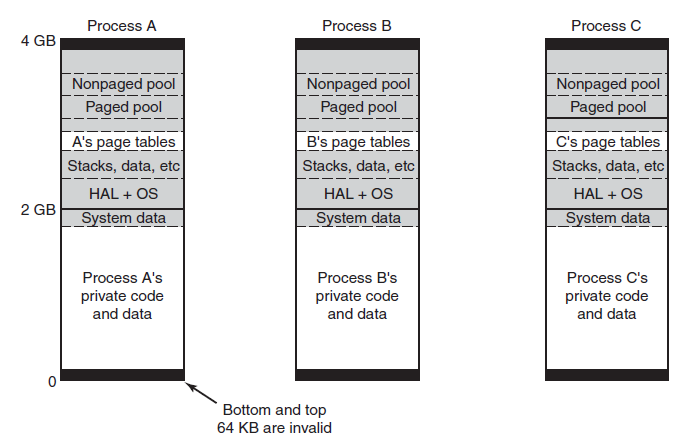 Process A
Process B
Process C
4 GB
Nonpaged pool
Nonpaged pool
Nonpaged pool
Paged pool
Paged pool
Paged pool
A's page tables
B's page tables
C's page tables
Stacks, data, etc
Stacks, data, etc
Stacks, data, etc
HAL + OS
HAL + OS
HAL + OS
2 GB
System data
System data
System data
Process A's
private code
and data
Process B's
private code
and data
Process C's
private code
and data
0
Bottom and top
64 KB are invalid